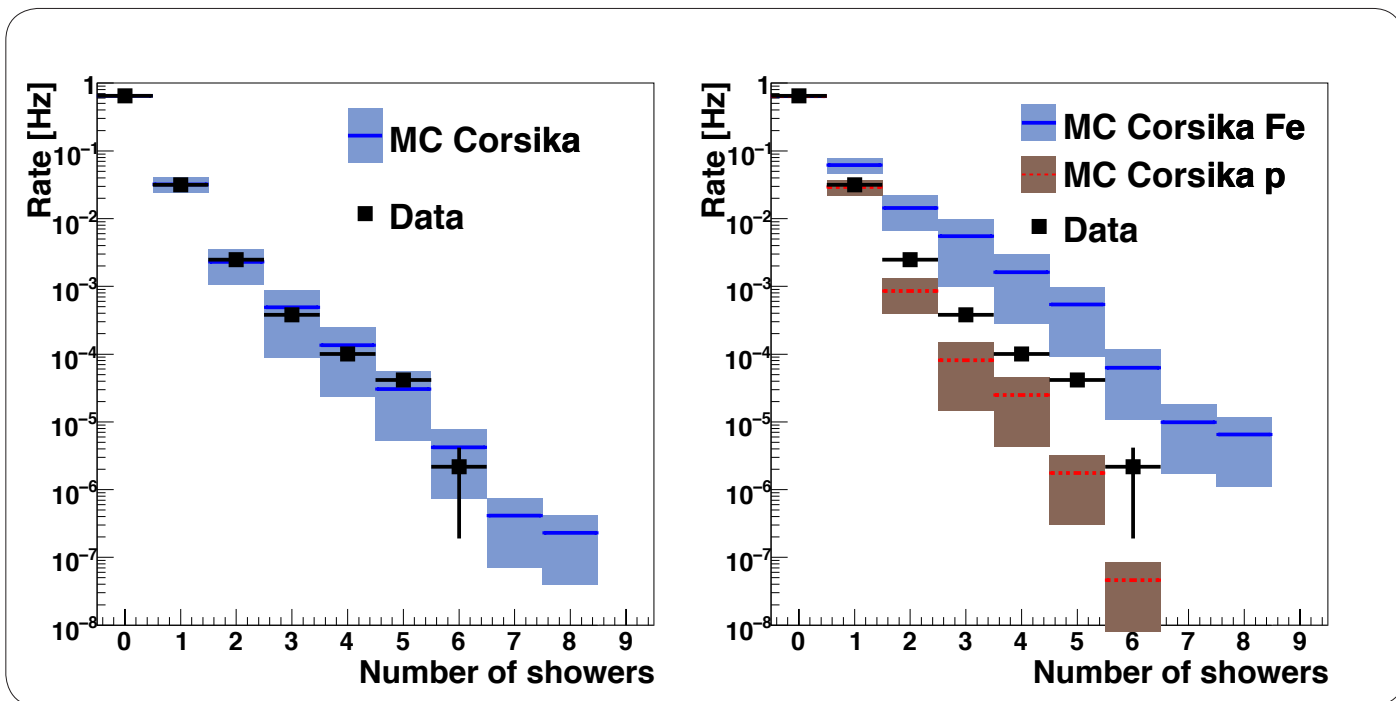 Rate [Hz]
1
10⁻¹
10⁻²
10⁻³
10⁻⁴
10⁻⁵
10⁻⁶
10⁻⁷
10⁻⁸
0 1 2 3 4 5 6 7 8 9
Number of showers
MC Corsika
Data
Rate [Hz]
1
10⁻¹
10⁻²
10⁻³
10⁻⁴
10⁻⁵
10⁻⁶
10⁻⁷
10⁻⁸
0 1 2 3 4 5 6 7 8 9
Number of showers
MC Corsika Fe
MC Corsika p
Data